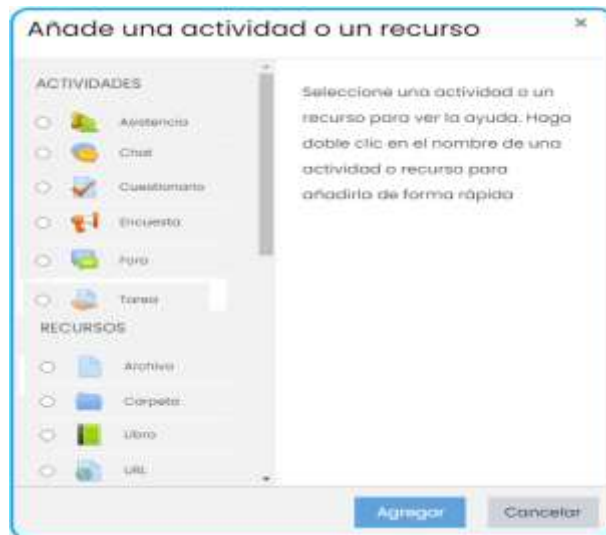 Añade una actividad o un recurso
×
ACTIVIDADES
Asistencia
Chat
Cuestionario
Encuesta
Foro
Tarea
RECURSOS
Archivo
Carpeta
Libro
URL
Seleccione una actividad o un
recurso para ver la ayuda. Haga
doble clic en el nombre de una
actividad o recurso para
añadirla de forma rápida
Agregar
Cancelar